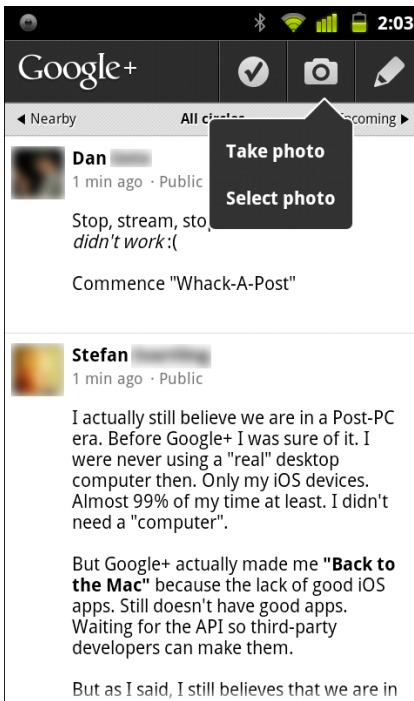 2:03
Google+
◀ Nearby All circles Incoming ▶
Take photo
Select photo
Dan
1 min ago · Public
Stop, stream,
didn't work :(
Commence "Whack-A-Post"
Stefan
1 min ago · Public
I actually still believe we are in a Post-PC
era. Before Google+ I was sure of it. I
were never using a "real" desktop
computer then. Only my iOS devices.
Almost 99% of my time at least. I didn't
need a "computer".
But Google+ actually made me "Back to
the Mac" because the lack of good iOS
apps. Still doesn't have good apps.
Waiting for the API so third-party
developers can make them.
But as I said, I still believes that we are in